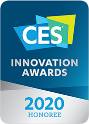 CES
INNOVATION
AWARDS
2020
HONOREE